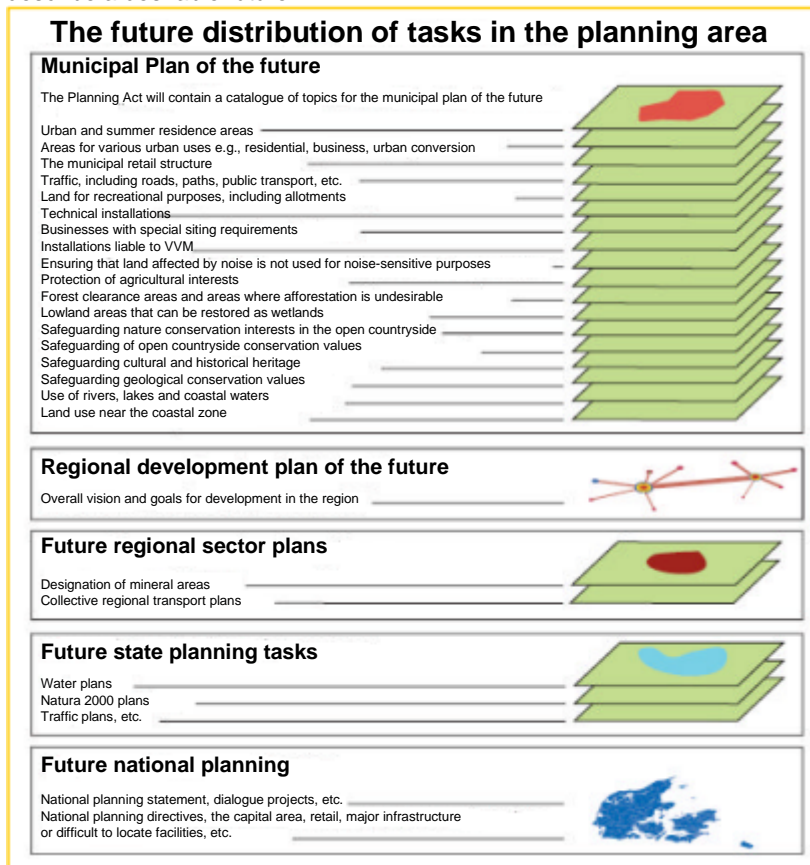 The future distribution of tasks in the planning area
Municipal Plan of the future
The Planning Act will contain a catalogue of topics for the municipal plan of the future
Urban and summer residence areas
Areas for various urban uses e.g., residential, business, urban conversion
The municipal retail structure
Traffic, including roads, paths, public transport, etc.
Land for recreational purposes, including allotments
Technical installations
Businesses with special siting requirements
Installations liable to VVM
Ensuring that land affected by noise is not used for noise-sensitive purposes
Protection of agricultural interests
Forest clearance areas and areas where afforestation is undesirable
Lowland areas that can be restored as wetlands
Safeguarding nature conservation interests in the open countryside
Safeguarding of open countryside conservation values
Safeguarding cultural and historical heritage
Safeguarding geological conservation values
Use of rivers, lakes and coastal waters
Land use near the coastal zone
Regional development plan of the future
Overall vision and goals for development in the region
Future regional sector plans
Designation of mineral areas
Collective regional transport plans
Future state planning tasks
Water plans
Natura 2000 plans
Traffic plans, etc.
Future national planning
National planning statement, dialogue projects, etc.
National planning directives, the capital area, retail, major infrastructure
or difficult to locate facilities, etc.